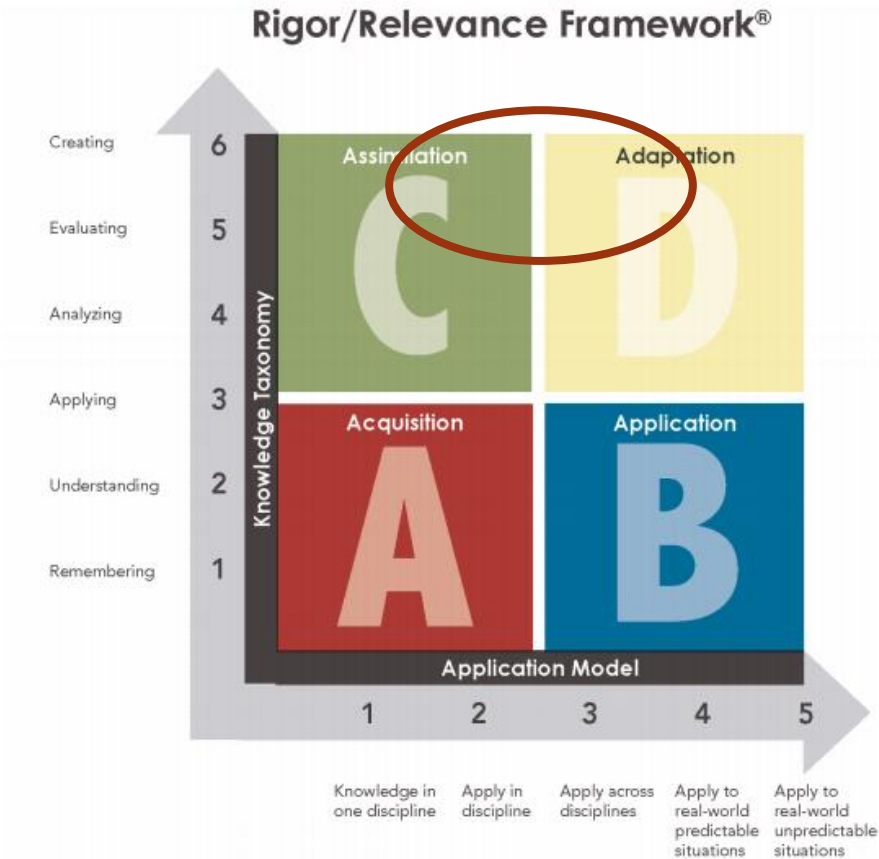 Rigor/Relevance Framework®
Creating
6
Evaluating
5
Analyzing
4
Applying
3
Understanding
2
Remembering
1
Knowledge Taxonomy
Assimilation
C
Adaptation
D
Acquisition
A
Application
B
Application Model
1 2 3 4 5
Knowledge in
one discipline
Apply in
discipline
Apply across
disciplines
Apply to
real-world
predictable
situations
Apply to
real-world
unpredictable
situations